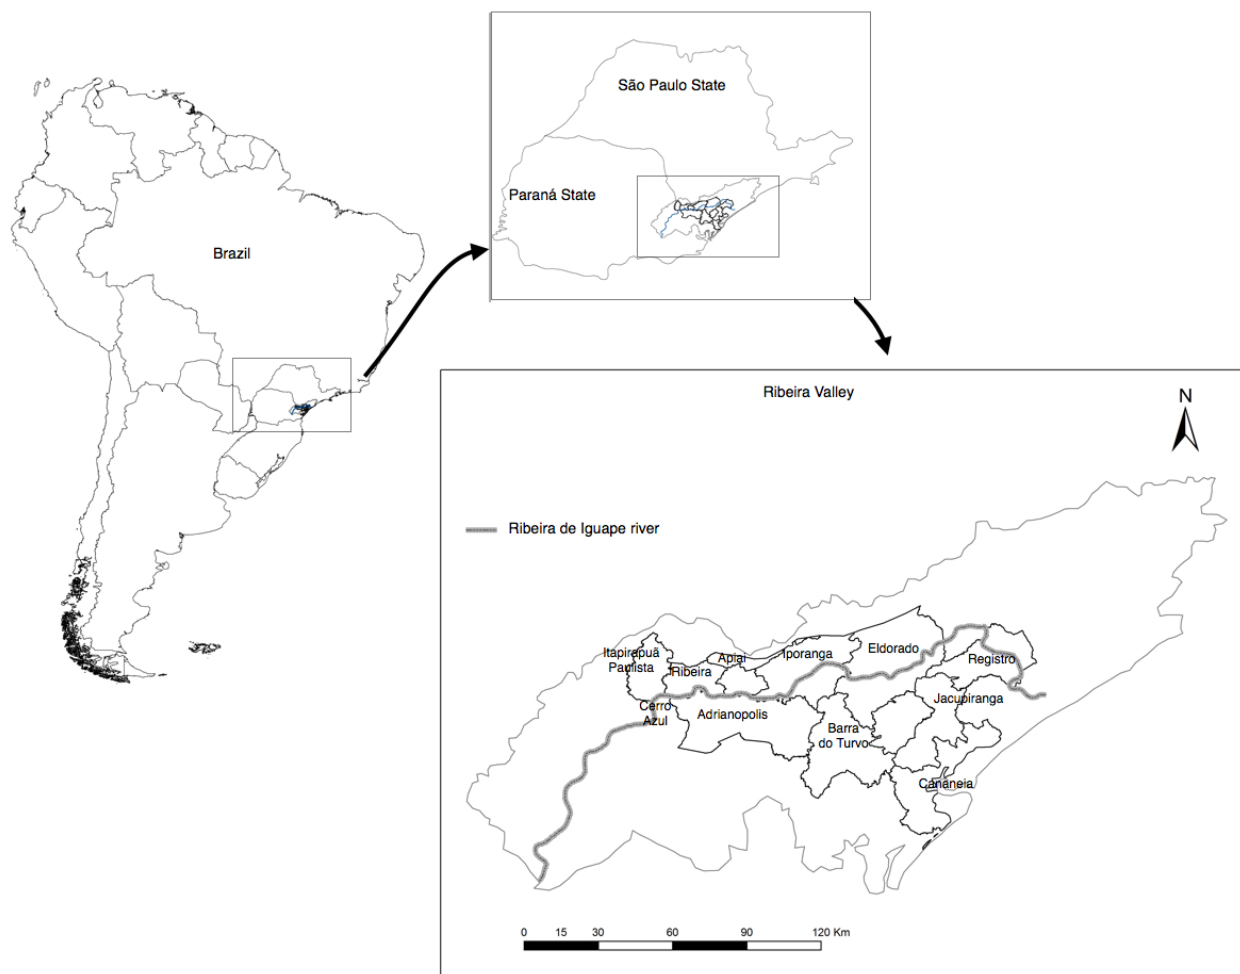 São Paulo State
Paraná State
Brazil
Ribeira Valley
N
Ribeira de Iguape river
Itapirapuã
Paulista
Ribeira
Apiai
Iporanga
Eldorado
Registro
Cerro
Azul
Adrianopolis
Barra
do Turvo
Jacupiranga
Cananeia
0 15 30 60 90 120 Km